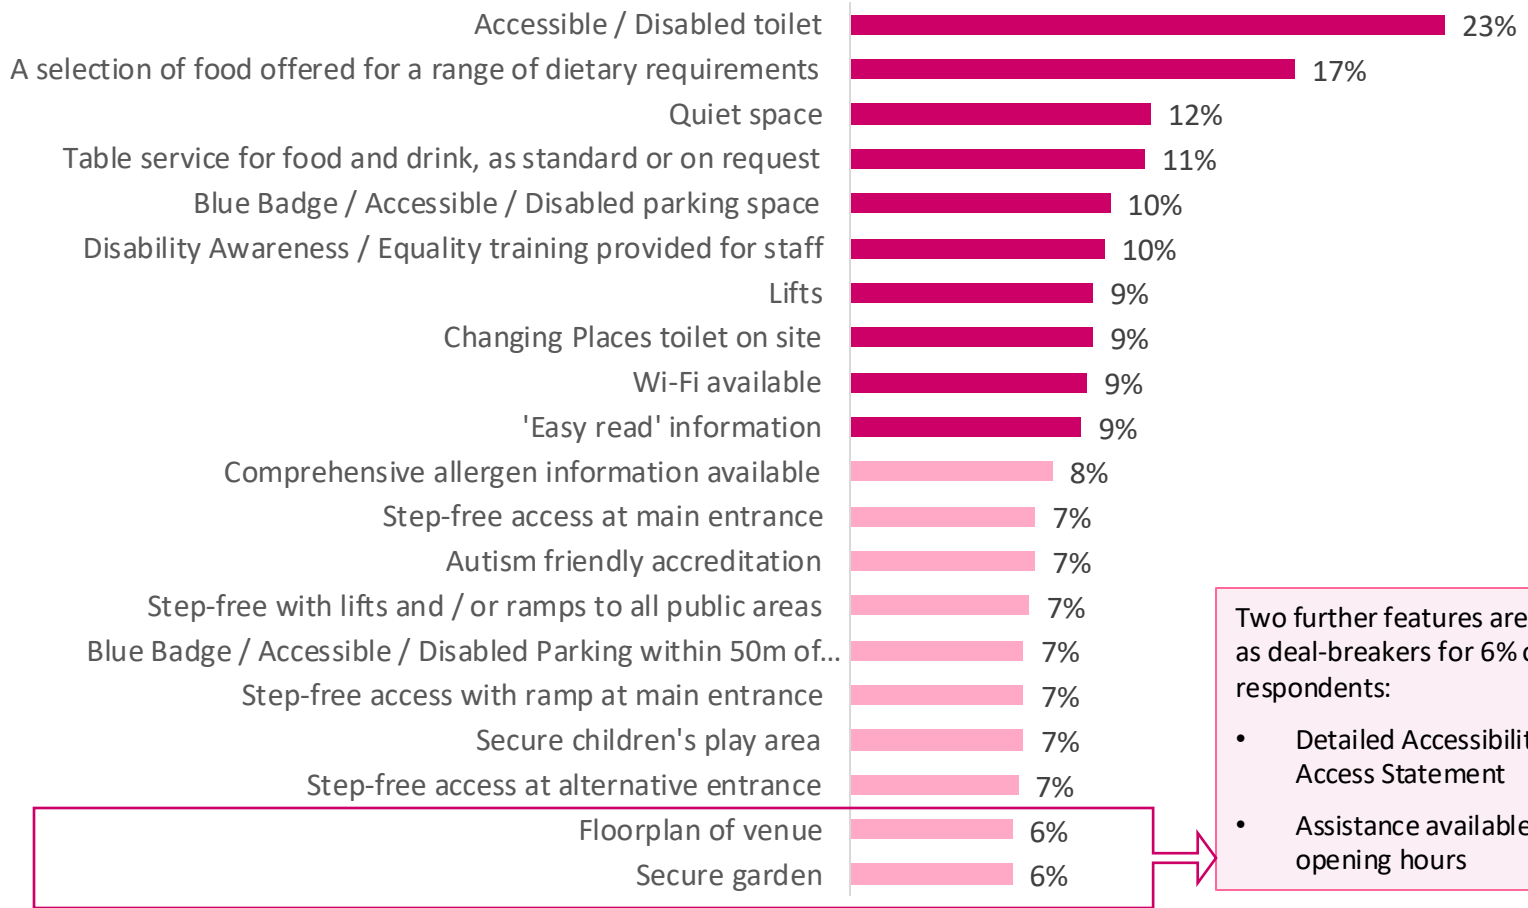 Accessible / Disabled toilet 23%
A selection of food offered for a range of dietary requirements 17%
Quiet space 12%
Table service for food and drink, as standard or on request 11%
Blue Badge / Accessible / Disabled parking space 10%
Disability Awareness / Equality training provided for staff 10%
Lifts 9%
Changing Places toilet on site 9%
Wi-Fi available 9%
'Easy read' information 9%
Comprehensive allergen information available 8%
Step-free access at main entrance 7%
Autism friendly accreditation 7%
Step-free with lifts and / or ramps to all public areas 7%
Blue Badge / Accessible / Disabled Parking within 50m of... 7%
Step-free access with ramp at main entrance 7%
Secure children's play area 7%
Step-free access at alternative entrance 7%
Floorplan of venue 6%
Secure garden 6%
Two further features are
as deal-breakers for 6%
respondents:
• Detailed
Access Statement
• Assistance available
opening hours